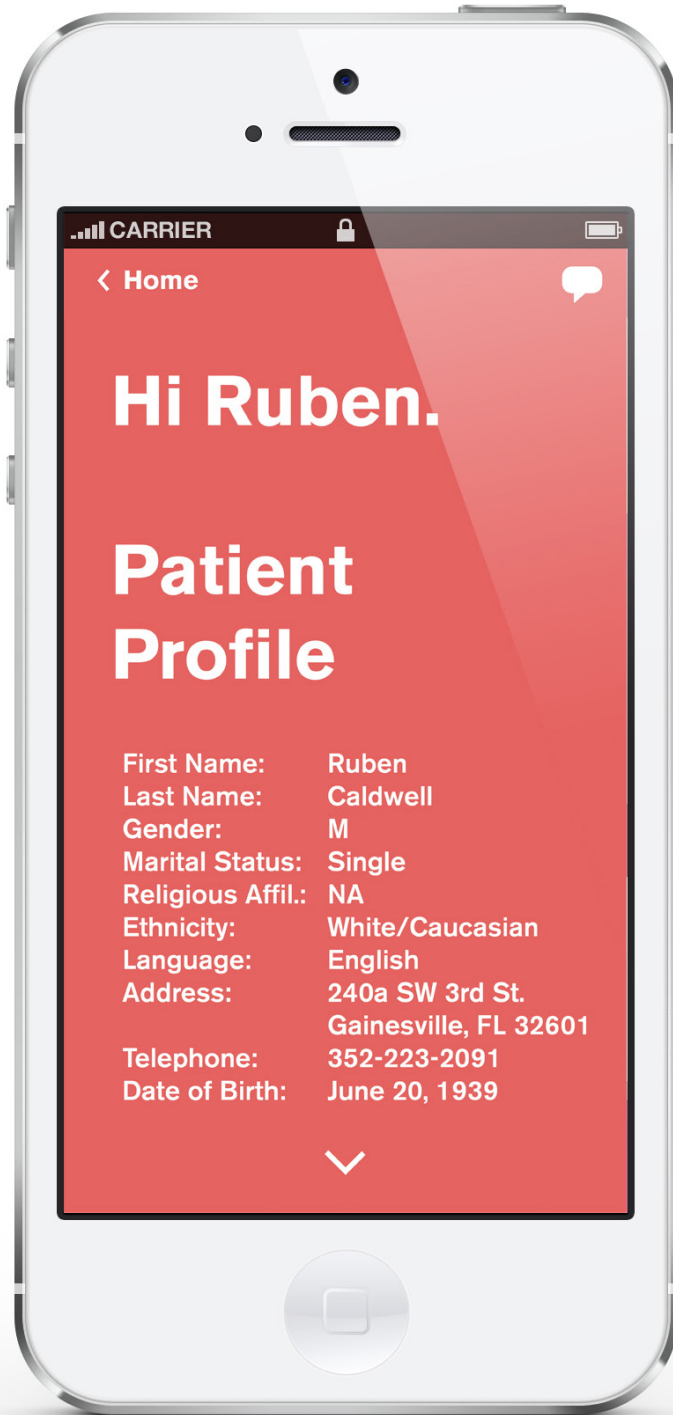 CARRIER
Home
Hi Ruben.
Patient
Profile
First Name: Ruben
Last Name: Caldwell
Gender: M
Marital Status: Single
Religious Affil.: NA
Ethnicity: White/Caucasian
Language: English
Address: 240a SW 3rd St.
Gainesville, FL 32601
Telephone: 352-223-2091
Date of Birth: June 20, 1939